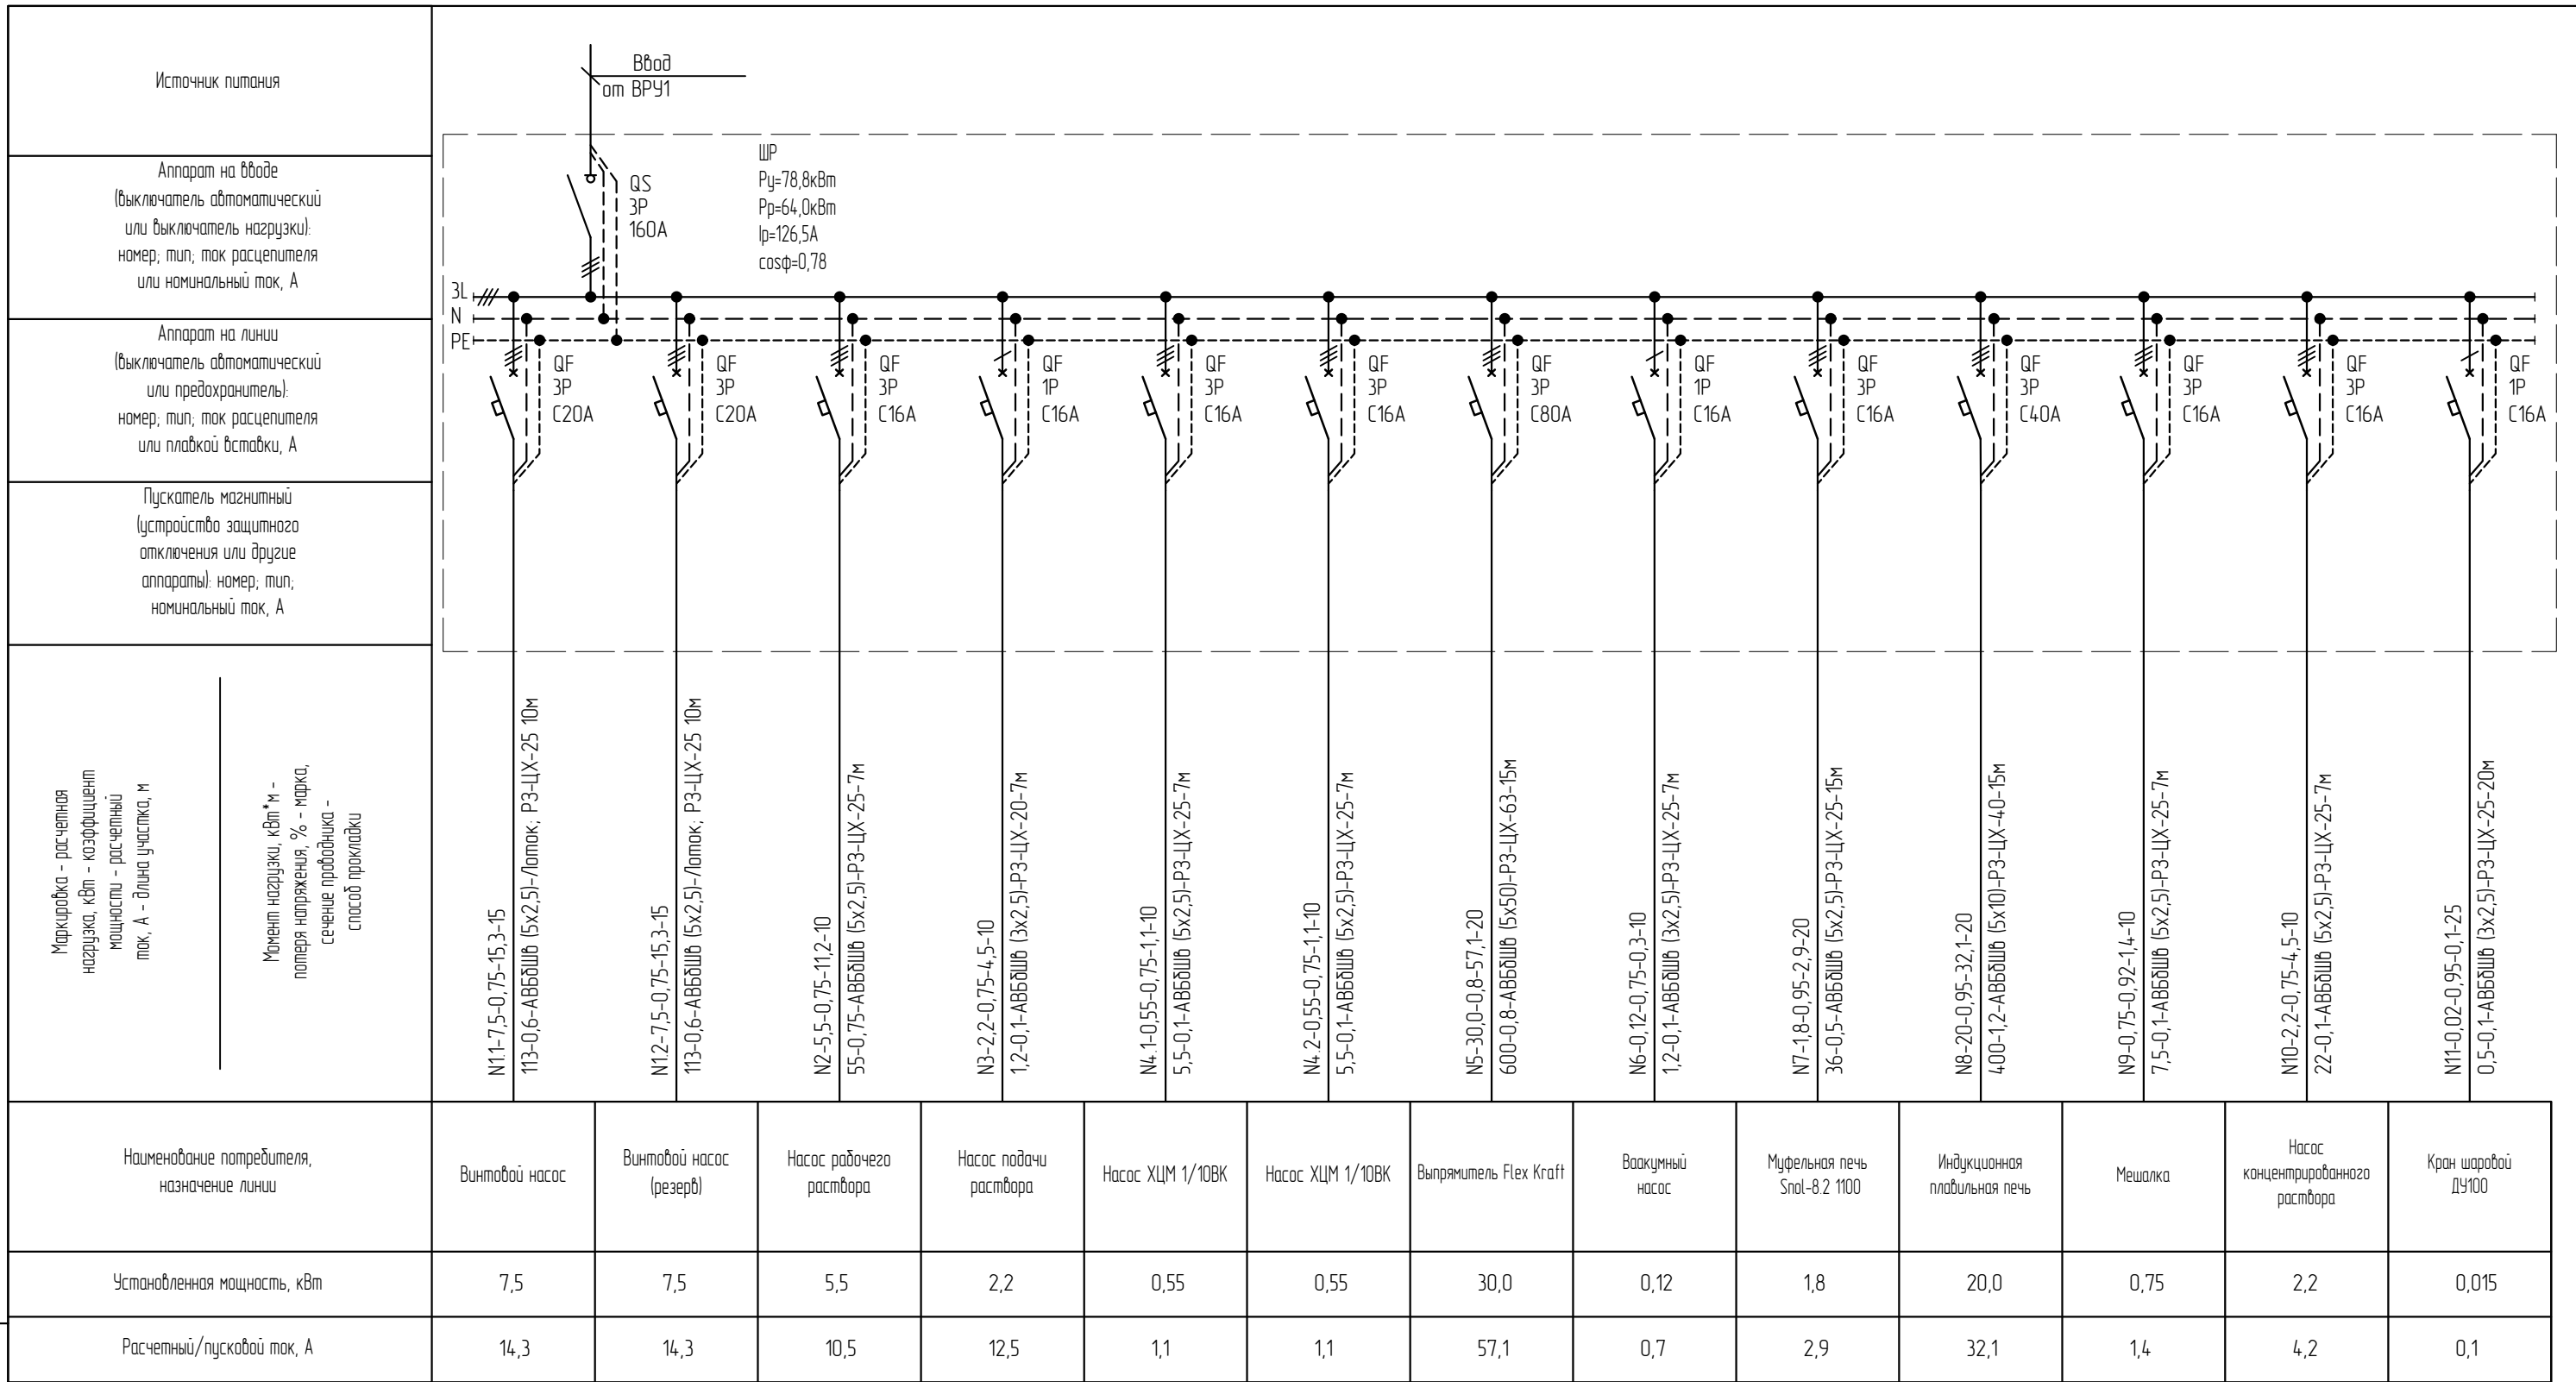 Источник питания
Ввод
от ВРУ1
Аппарат на вводе
(выключатель автоматический
или выключатель нагрузки):
номер; тип; ток расцепителя
или номинальный ток, А
QS
3P
160А
ШР
Ру=78,8кВт
Рр=64,0кВт
Iр=126,5А
cosφ=0,78
3L
N
PE
Аппарат на линии
(выключатель автоматический
или предохранитель):
номер; тип; ток расцепителя
или плавкой вставки, А
QF
3P
C20A
QF
3P
C20A
QF
3P
C16A
QF
1P
C16A
QF
3P
C16A
QF
3P
C16A
QF
3P
C80A
QF
1P
C16A
QF
3P
C16A
QF
3P
C40A
QF
3P
C16A
QF
3P
C16A
QF
1P
C16A
Пускатель магнитный
(устройство защитного
отключения или другие
аппараты): номер; тип;
номинальный ток, А
Маркировка - расчетная
нагрузка, кВт - коэффициент
мощности - расчетный
ток, А - длина участка, м
Момент нагрузки, кВт*м -
потеря напряжения, % - марка,
сечение проводника -
способ прокладки
N1.1-7,5-0,75-15,3-15
113-0,6-АВБбШв (5х2,5)-Лоток; РЗ-ЦХ-25 10м
N1.2-7,5-0,75-15,3-15
113-0,6-АВБбШв (5х2,5)-Лоток; РЗ-ЦХ-25 10м
N2-5,5-0,75-11,2-10
55-0,75-АВБбШв (5х2,5)-РЗ-ЦХ-25-7м
N3-2,2-0,75-4,5-10
1,2-0,1-АВБбШв (3х2,5)-РЗ-ЦХ-20-7м
N4.1-0,55-0,75-1,1-10
5,5-0,1-АВБбШв (5х2,5)-РЗ-ЦХ-25-7м
N4.2-0,55-0,75-1,1-10
5,5-0,1-АВБбШв (5х2,5)-РЗ-ЦХ-25-7м
N5-30,0-0,8-57,1-20
600-0,8-АВБбШв (5х50)-РЗ-ЦХ-63-15м
N6-0,12-0,75-0,3-10
1,2-0,1-АВБбШв (3х2,5)-РЗ-ЦХ-25-7м
N7-1,8-0,95-2,9-20
36-0,5-АВБбШв (5х2,5)-РЗ-ЦХ-25-15м
N8-20-0,95-32,1-20
400-1,2-АВБбШв (5х10)-РЗ-ЦХ-40-15м
N9-0,75-0,92-1,4-10
7,5-0,1-АВБбШв (5х2,5)-РЗ-ЦХ-25-7м
N10-2,2-0,75-4,5-10
22-0,1-АВБбШв (5х2,5)-РЗ-ЦХ-25-7м
N11-0,02-0,95-0,1-25
0,5-0,1-АВБбШв (3х2,5)-РЗ-ЦХ-25-20м
Наименование потребителя,
назначение линии
Винтовой насос
Винтовой насос
(резерв)
Насос рабочего
раствора
Насос подачи
раствора
Насос ХЦМ 1/10ВК
Насос ХЦМ 1/10ВК
Выпрямитель Flex Kraft
Ваакумный
насос
Муфельная печь
Snol-8.2 1100
Индукционная
плавильная печь
Мешалка
Насос
концентрированного
раствора
Кран шаровой
ДУ100
Установленная мощность, кВт
7,5
7,5
5,5
2,2
0,55
0,55
30,0
0,12
1,8
20,0
0,75
2,2
0,015
Расчетный/пусковой ток, А
14,3
14,3
10,5
12,5
1,1
1,1
57,1
0,7
2,9
32,1
1,4
4,2
0,1